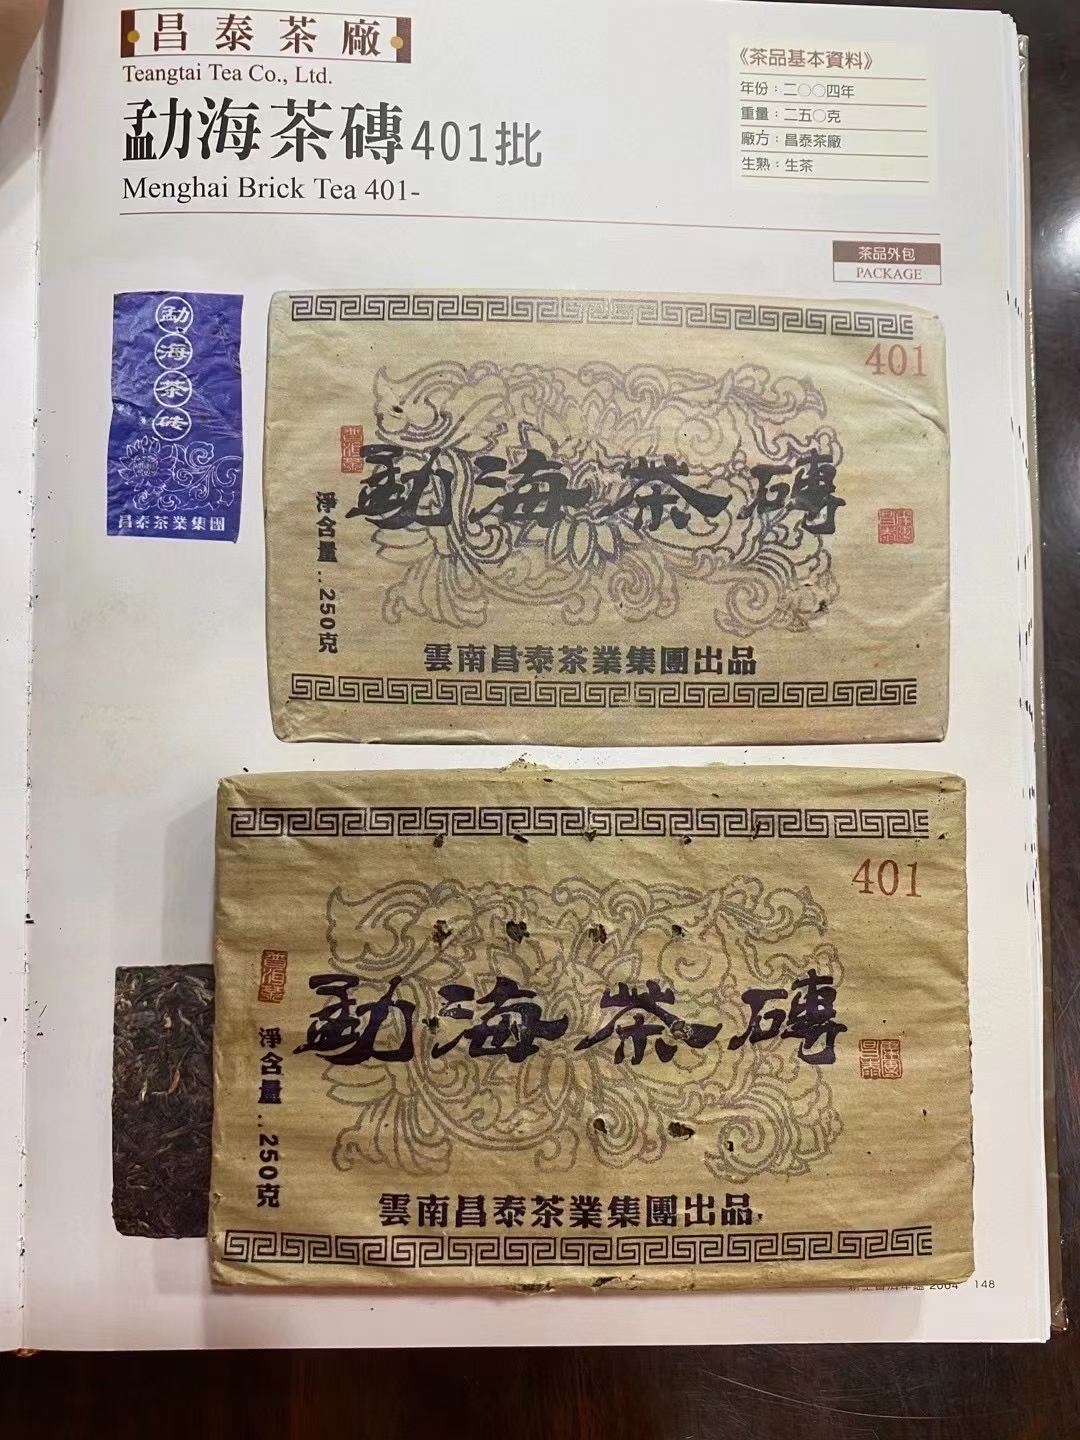 昌泰茶廠
Teangtai Tea Co., Ltd.
勐海茶磚401批
Menghai Brick Tea 401-
《茶品基本資料》
年份：二〇〇四年
重量：二五〇克
廠方：昌泰茶廠
生熟：生茶
茶品外包
PACKAGE
勐海茶砖
昌泰茶業集團
401
勐海茶磚
淨含量：250克
雲南昌泰茶業集團出品
401
勐海茶磚
淨含量：250克
雲南昌泰茶業集團出品
2004 148